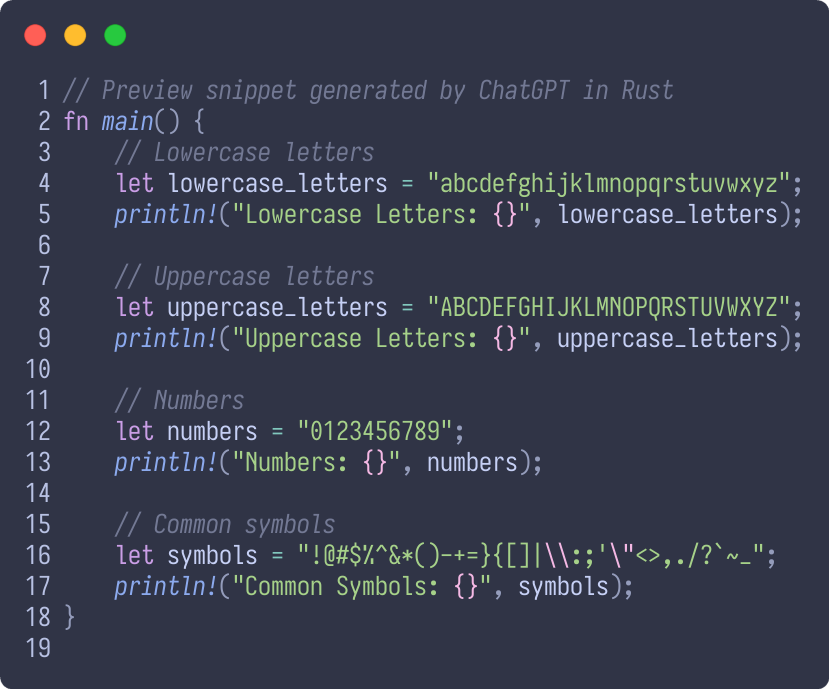 1 // Preview snippet generated by ChatGPT in Rust
2 fn main() {
3     // Lowercase letters
4     let lowercase_letters = "abcdefghijklmnopqrstuvwxyz";
5     println!("Lowercase Letters: {}", lowercase_letters);
6
7     // Uppercase letters
8     let uppercase_letters = "ABCDEFGHIJKLMNOPQRSTUVWXYZ";
9     println!("Uppercase Letters: {}", uppercase_letters);
10
11     // Numbers
12     let numbers = "0123456789";
13     println!("Numbers: {}", numbers);
14
15     // Common symbols
16     let symbols = "!@#$%^&*()-+=}{[]|\\:;'\"<>,./?`~_";
17     println!("Common Symbols: {}", symbols);
18 }
19